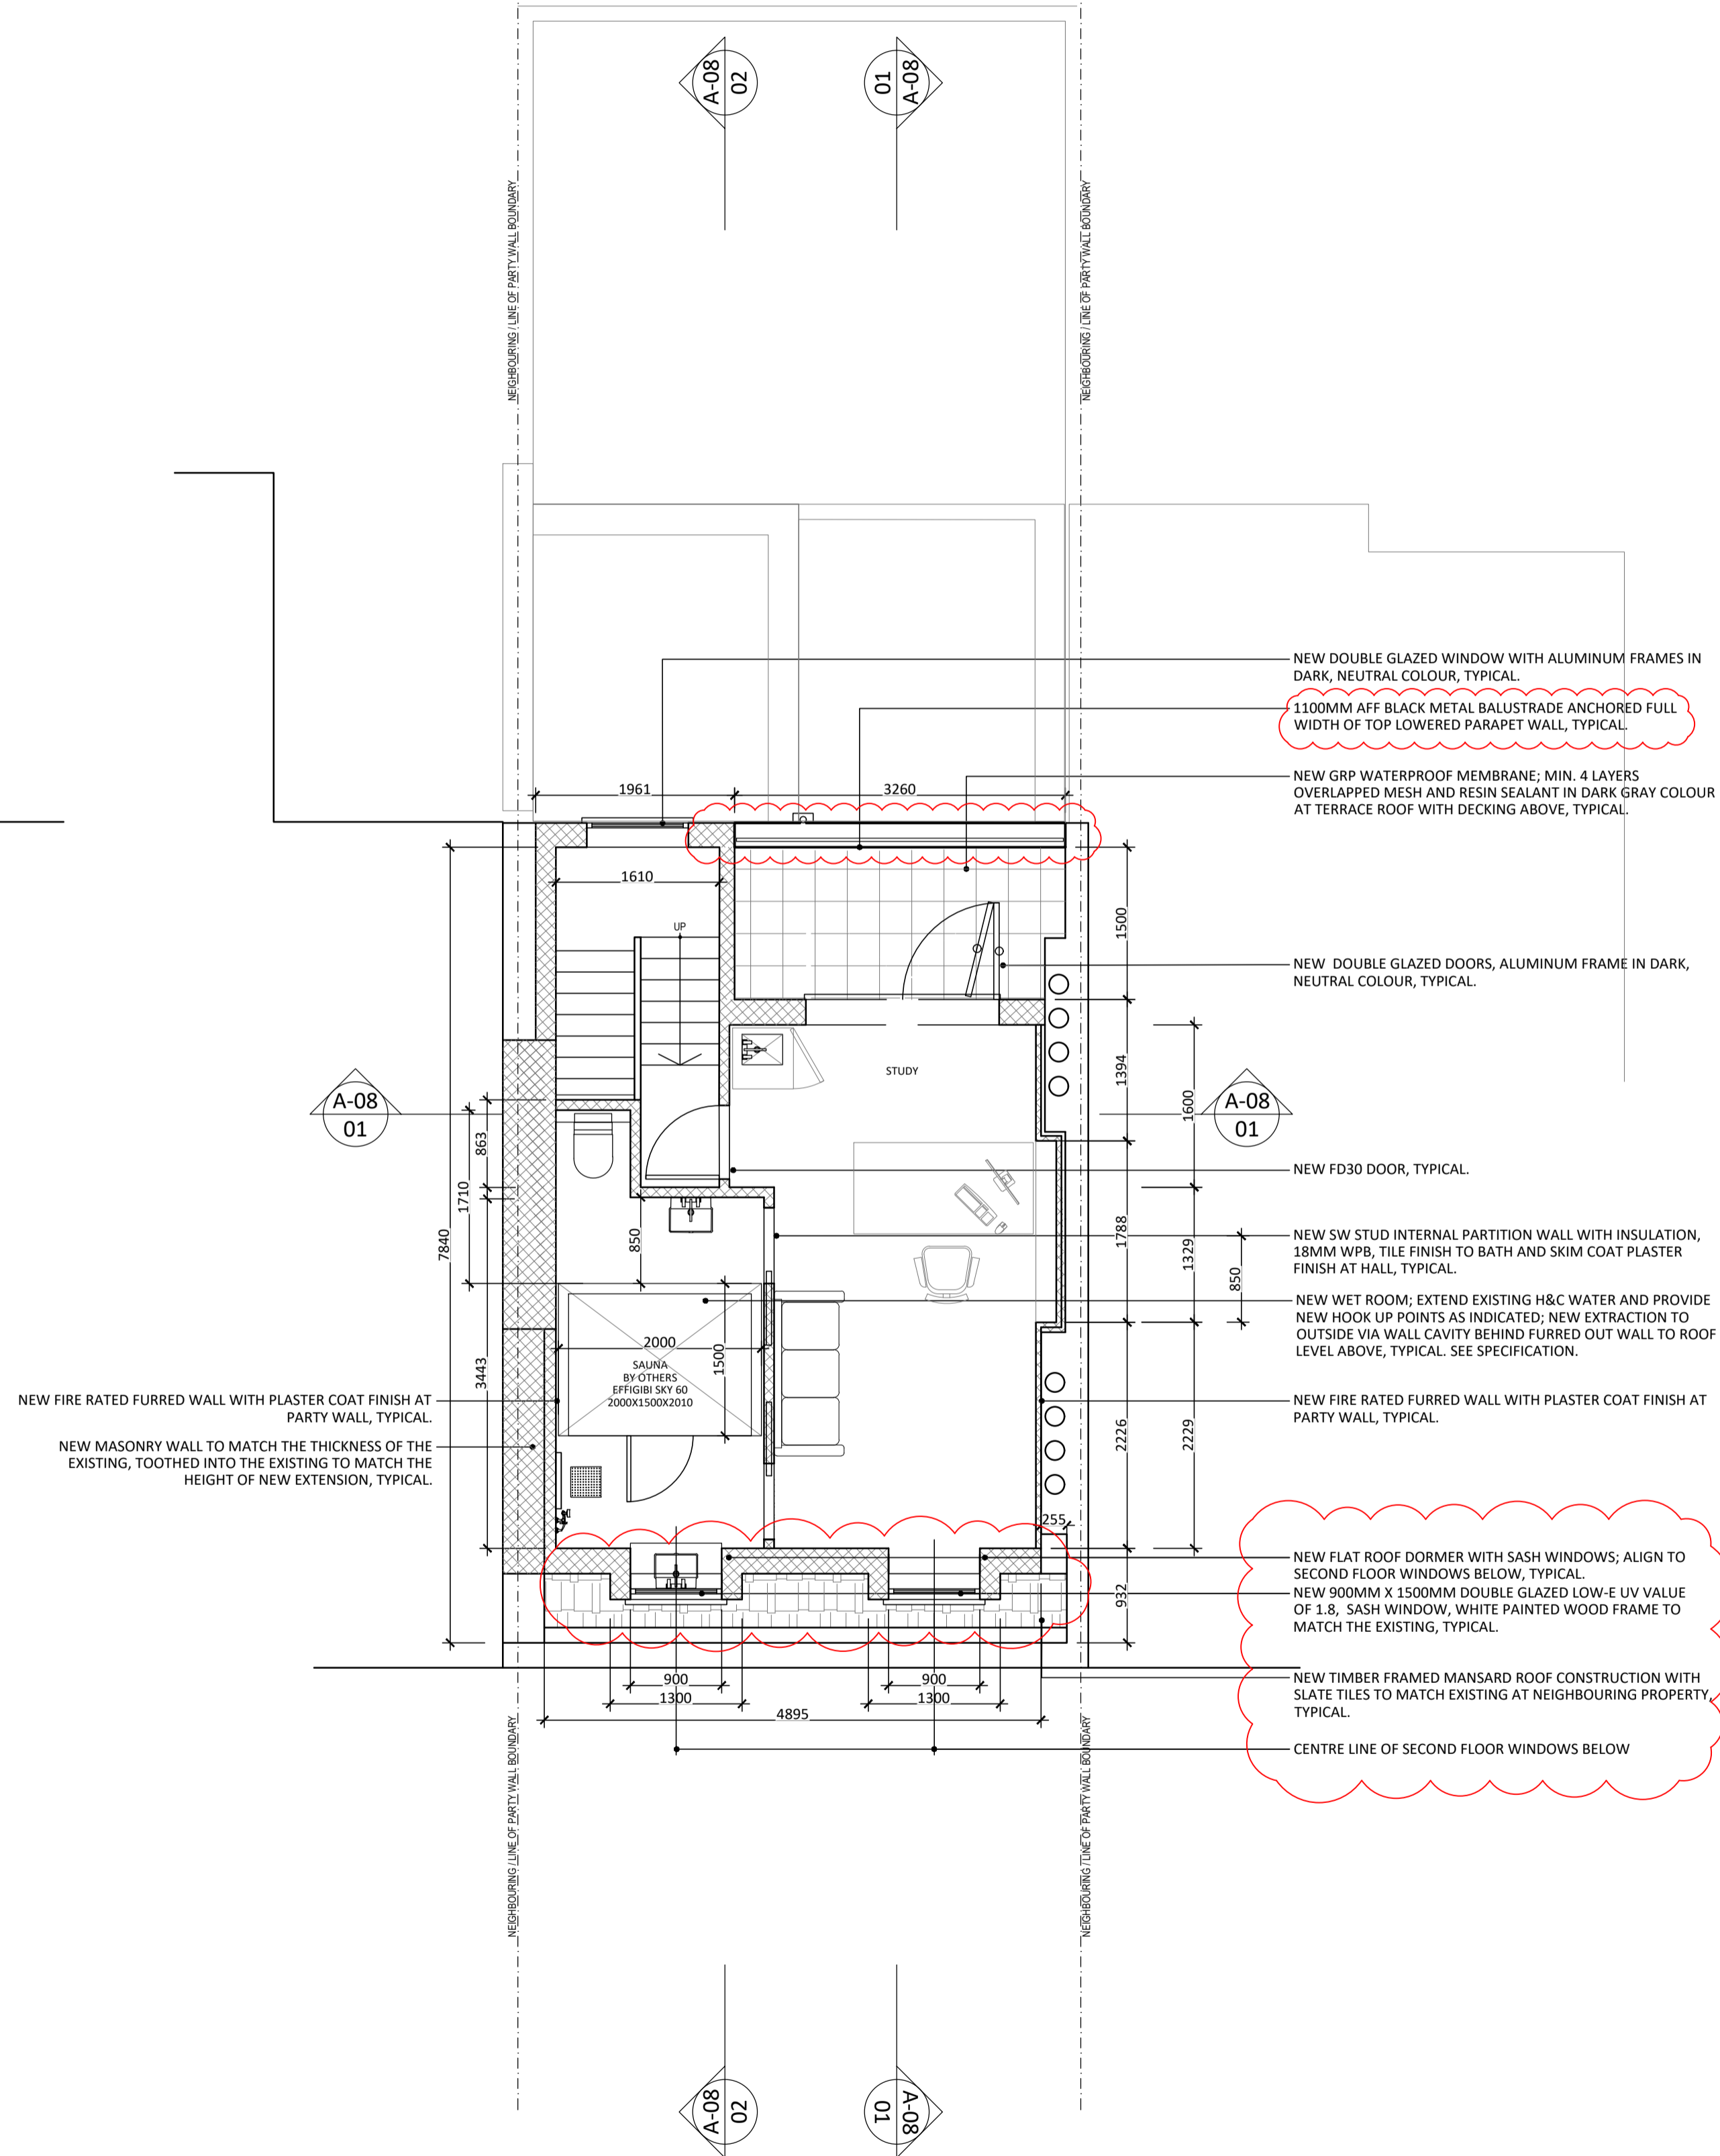 A-08
02
01
A-08
NEIGHBOURING / LINE OF PARTY WALL BOUNDARY
NEIGHBOURING / LINE OF PARTY WALL BOUNDARY
NEW DOUBLE GLAZED WINDOW WITH ALUMINUM FRAMES IN
DARK, NEUTRAL COLOUR, TYPICAL.
1100MM AFF BLACK METAL BALUSTRADE ANCHORED FULL
WIDTH OF TOP LOWERED PARAPET WALL, TYPICAL.
NEW GRP WATERPROOF MEMBRANE; MIN. 4 LAYERS
OVERLAPPED MESH AND RESIN SEALANT IN DARK GRAY COLOUR
AT TERRACE ROOF WITH DECKING ABOVE, TYPICAL.
1961
3260
1610
UP
1500
NEW DOUBLE GLAZED DOORS, ALUMINUM FRAME IN DARK,
NEUTRAL COLOUR, TYPICAL.
STUDY
1394
1600
A-08
01
A-08
01
863
1710
7840
850
3443
NEW FD30 DOOR, TYPICAL.
1788
1329
850
NEW SW STUD INTERNAL PARTITION WALL WITH INSULATION,
18MM WPB, TILE FINISH TO BATH AND SKIM COAT PLASTER
FINISH AT HALL, TYPICAL.
NEW WET ROOM; EXTEND EXISTING H&C WATER AND PROVIDE
NEW HOOK UP POINTS AS INDICATED; NEW EXTRACTION TO
OUTSIDE VIA WALL CAVITY BEHIND FURRED OUT WALL TO ROOF
LEVEL ABOVE, TYPICAL. SEE SPECIFICATION.
2000
1500
SAUNA
BY OTHERS
EFFIGIBI SKY 60
2000X1500X2010
NEW FIRE RATED FURRED WALL WITH PLASTER COAT FINISH AT
PARTY WALL, TYPICAL.
NEW MASONRY WALL TO MATCH THE THICKNESS OF THE
EXISTING, TOOTHED INTO THE EXISTING TO MATCH THE
HEIGHT OF NEW EXTENSION, TYPICAL.
NEW FIRE RATED FURRED WALL WITH PLASTER COAT FINISH AT
PARTY WALL, TYPICAL.
2226
2229
255
932
NEW FLAT ROOF DORMER WITH SASH WINDOWS; ALIGN TO
SECOND FLOOR WINDOWS BELOW, TYPICAL.
NEW 900MM X 1500MM DOUBLE GLAZED LOW-E UV VALUE
OF 1.8, SASH WINDOW, WHITE PAINTED WOOD FRAME TO
MATCH THE EXISTING, TYPICAL.
NEW TIMBER FRAMED MANSARD ROOF CONSTRUCTION WITH
SLATE TILES TO MATCH EXISTING AT NEIGHBOURING PROPERTY,
TYPICAL.
CENTRE LINE OF SECOND FLOOR WINDOWS BELOW
900
900
1300
1300
4895
NEIGHBOURING / LINE OF PARTY WALL BOUNDARY
NEIGHBOURING / LINE OF PARTY WALL BOUNDARY
A-08
02
A-08
01